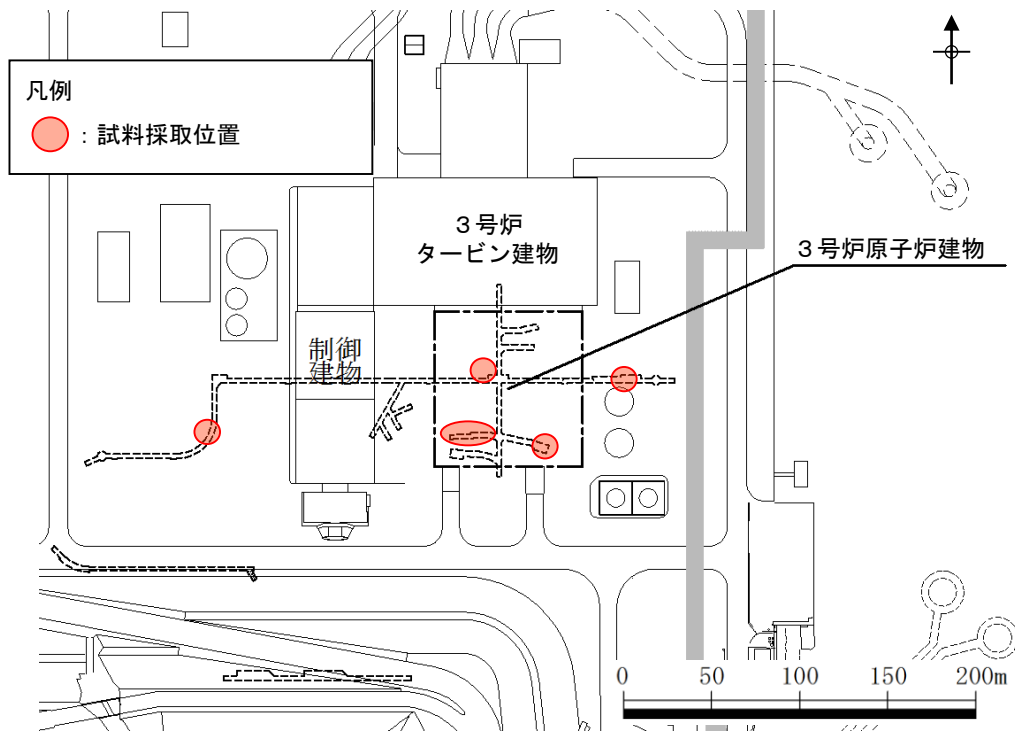 凡例
：試料採取位置
３号炉
タービン建物
３号炉原子炉建物
制御
建物
0 50 100 150 200m